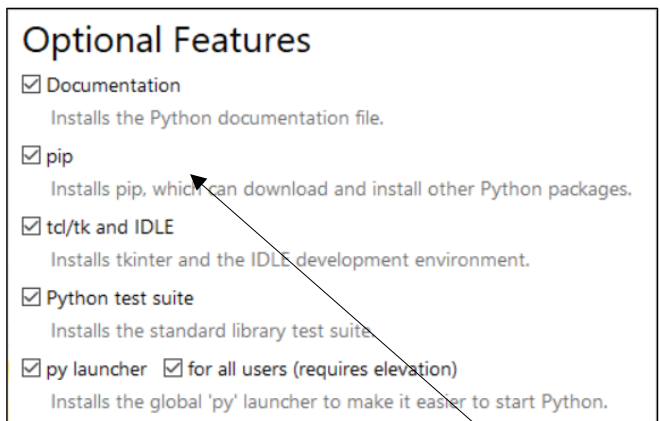 Optional Features
Documentation
Installs the Python documentation file.
pip
Installs pip, which can download and install other Python packages.
tcl/tk and IDLE
Installs tkinter and the IDLE development environment.
Python test suite
Installs the standard library test suite.
py launcher for all users (requires elevation)
Installs the global 'py' launcher to make it easier to start Python.